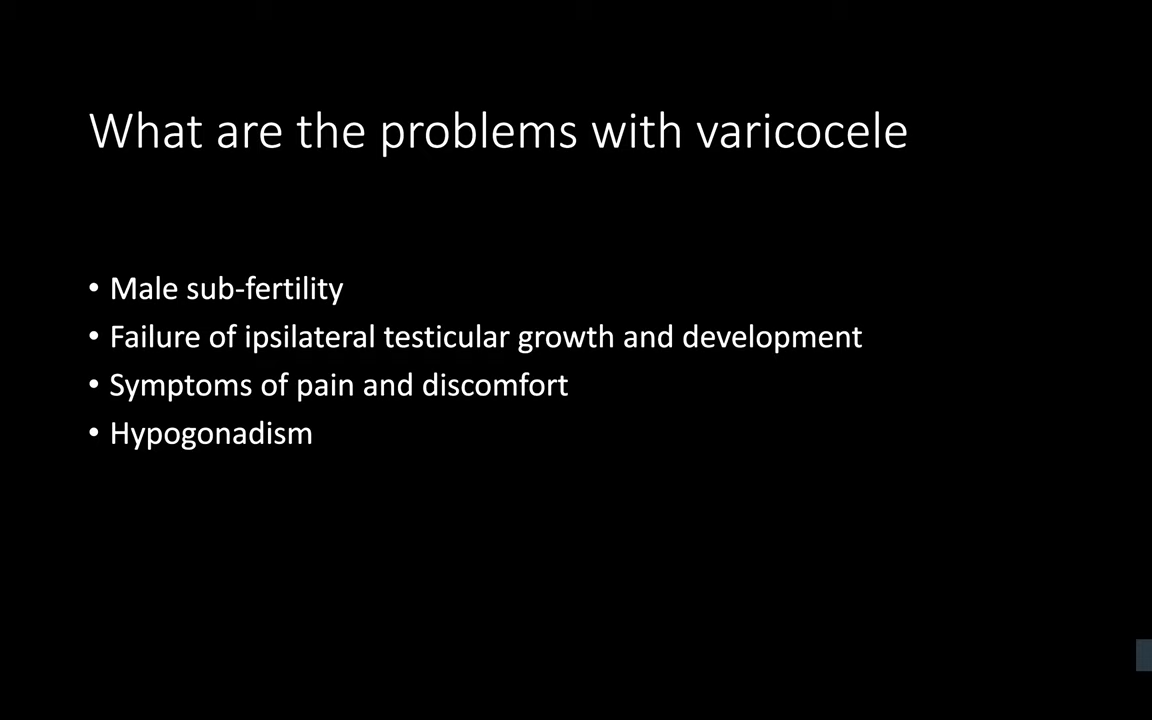 What are the problems with varicocele
• Male sub-fertility
• Failure of ipsilateral testicular growth and development
• Symptoms of pain and discomfort
• Hypogonadism